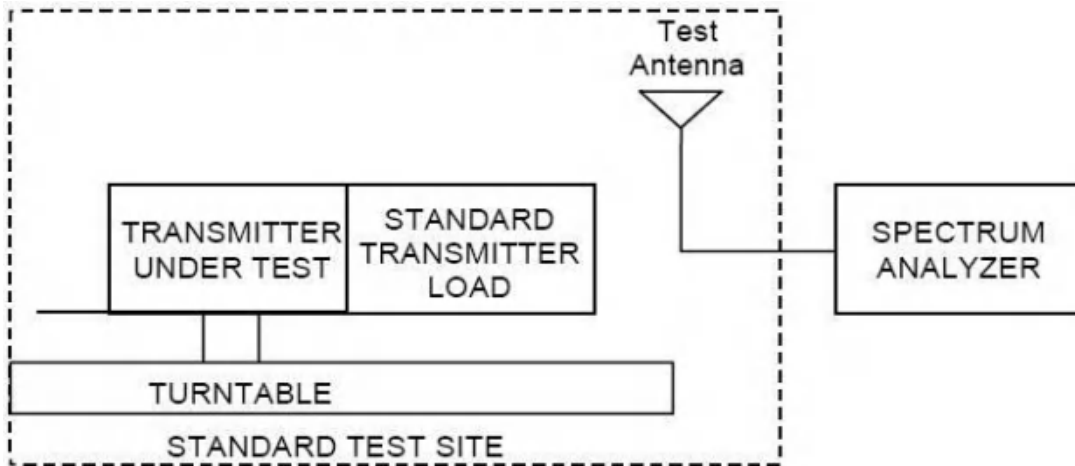 Test
Antenna
TRANSMITTER
UNDER TEST
STANDARD
TRANSMITTER
LOAD
SPECTRUM
ANALYZER
TURNTABLE
STANDARD TEST SITE